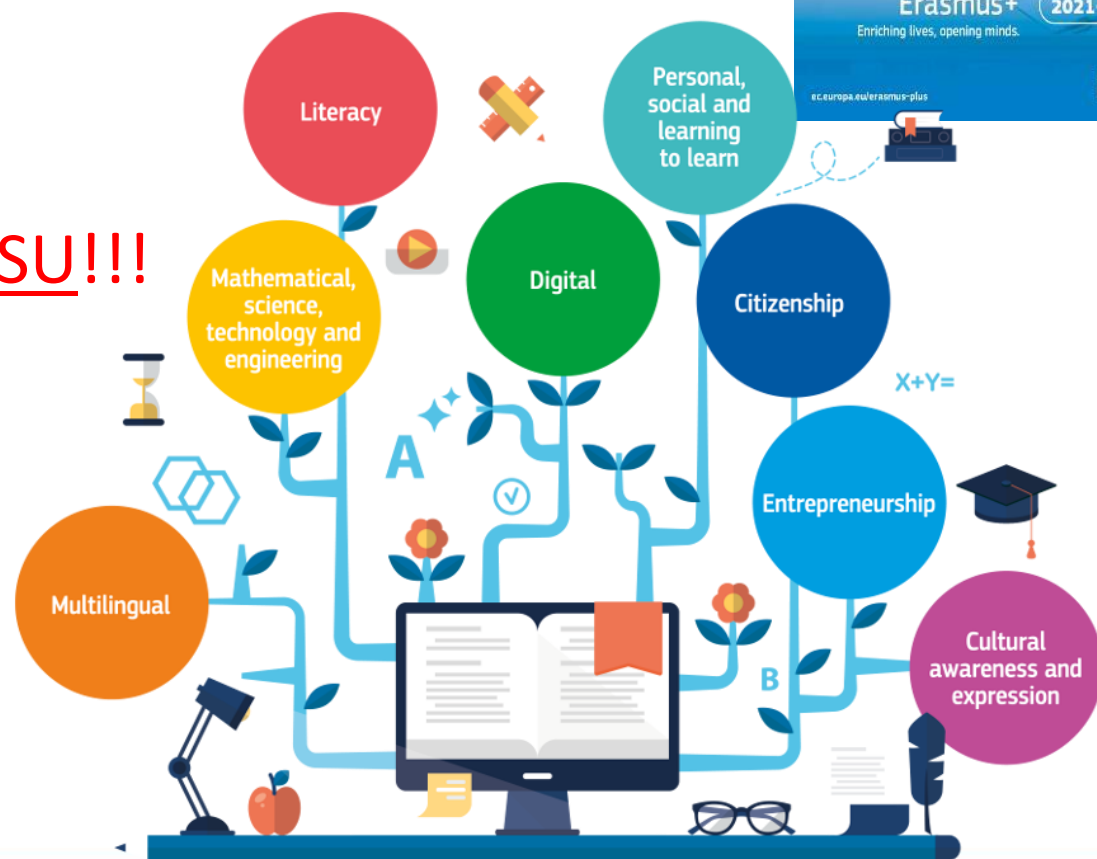 Erasmus+
2021-
Enriching lives, opening minds.
ec.europa.eu/erasmus-plus
Literacy
Personal,
social and
learning
to learn
SU!!!
Mathematical,
science,
technology and
engineering
Digital
Citizenship
X+Y=
A
Entrepreneurship
Multilingual
Cultural
awareness and
expression
B